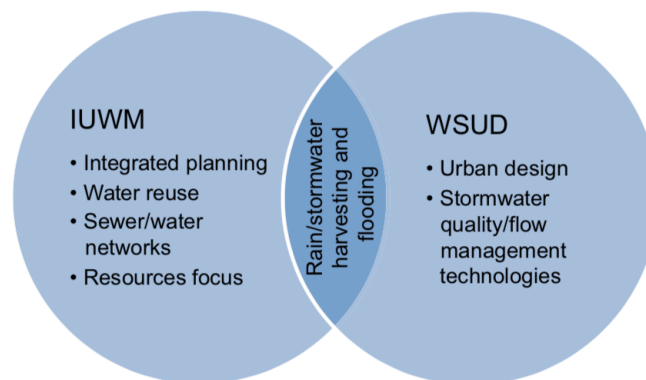 IUWM
• Integrated planning
• Water reuse
• Sewer/water
networks
• Resources focus
Rain/stormwater
harvesting and
flooding
WSUD
• Urban design
• Stormwater
quality/flow
management
technologies